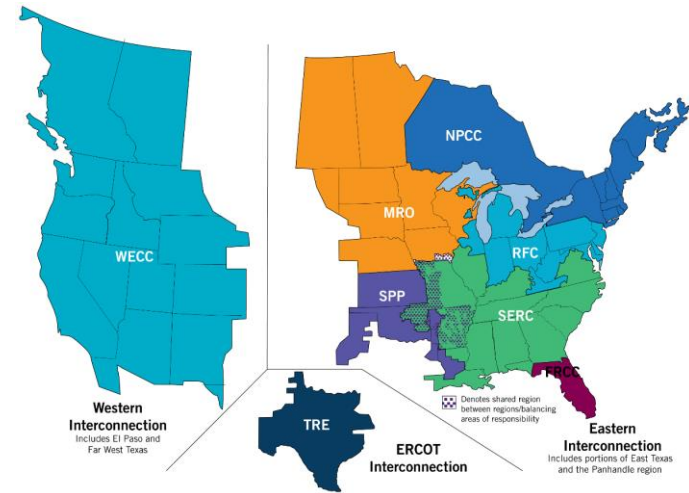 NPCC
MRO
WECC
RFC
SPP
SERC
FRCC
Denotes shared region
between regions/balancing
areas of responsibility
Western
Interconnection
Includes El Paso and
Far West Texas
TRE
ERCOT
Interconnection
Eastern
Interconnection
Includes portions of East Texas
and the Panhandle region